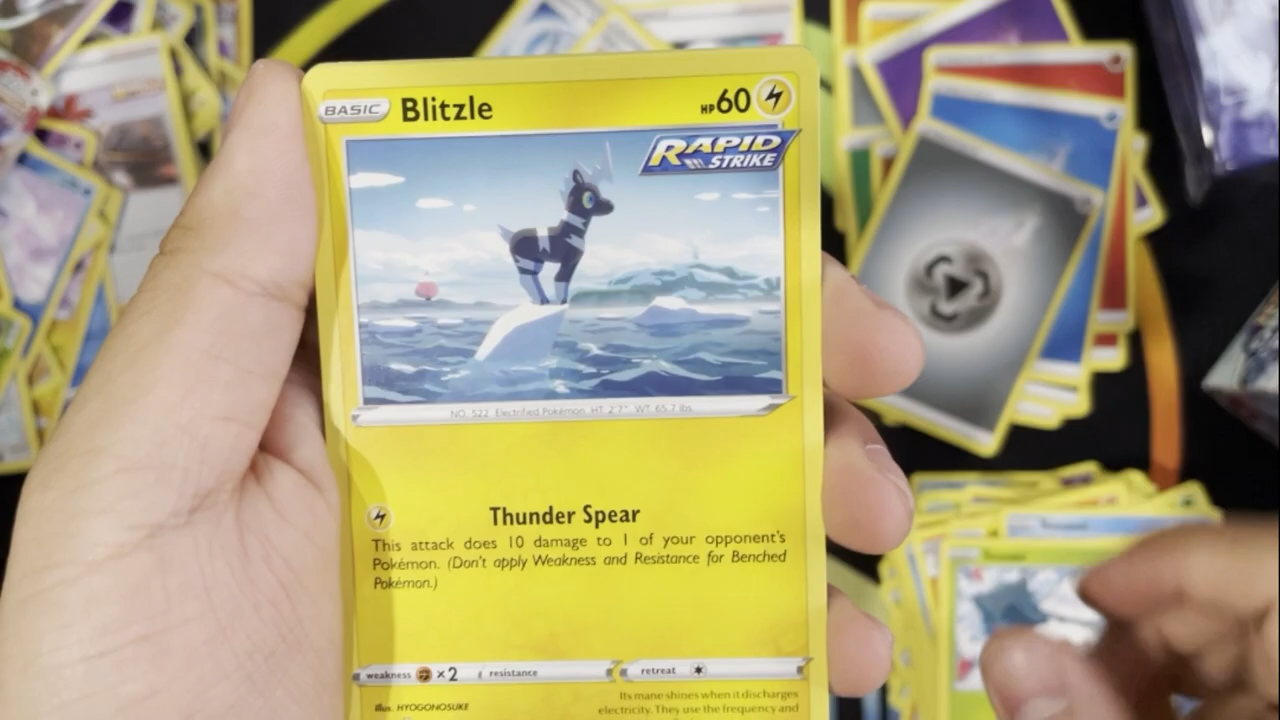 BASIC Blitzle HP 60
RAPID
STRIKE
NO. 522 Electrified Pokémon HT: 2'7" WT: 65.7 lbs.
Thunder Spear
This attack does 10 damage to 1 of your opponent's
Pokémon. (Don't apply Weakness and Resistance for Benched
Pokémon.)
weakness ×2 resistance retreat
Illus. HYOGONOSUKE
Its mane shines when it discharges
electricity. They use the frequency and